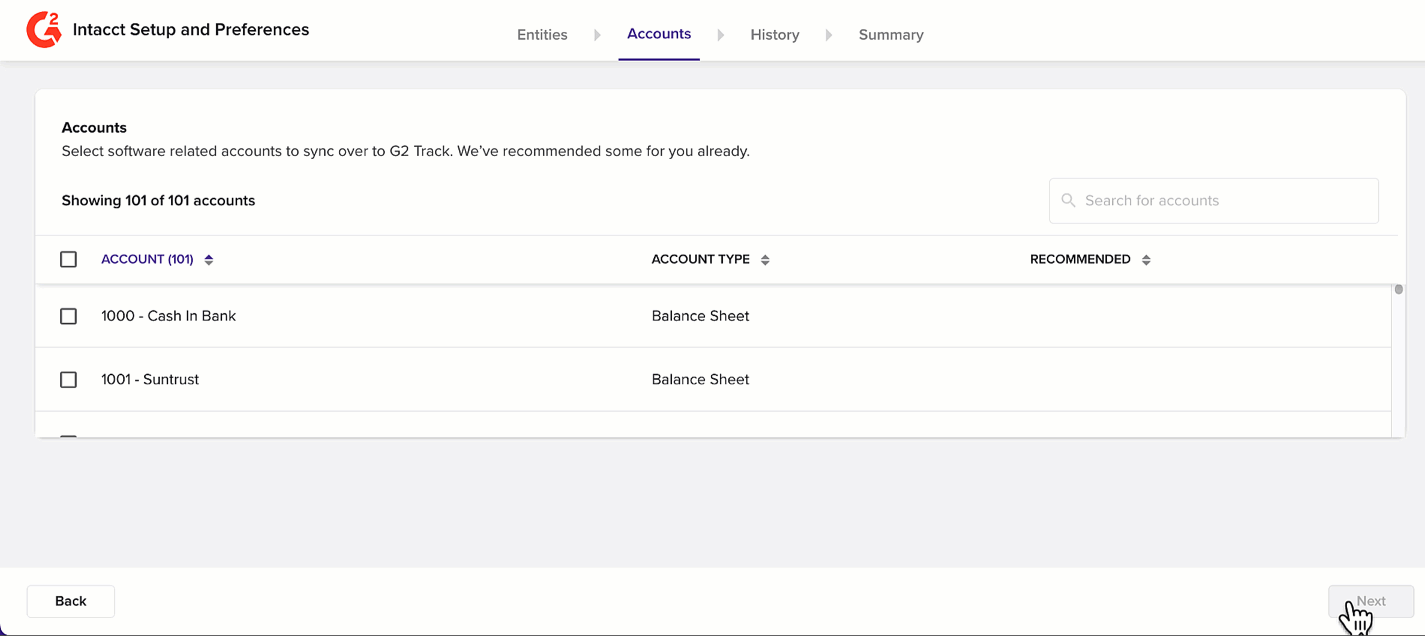 G2 Intacct Setup and Preferences
Entities Accounts History Summary
Accounts
Select software related accounts to sync over to G2 Track. We've recommended some for you already.
Showing 101 of 101 accounts
Search for accounts
ACCOUNT (101) ACCOUNT TYPE RECOMMENDED
1000 - Cash In Bank Balance Sheet
1001 - Suntrust Balance Sheet
Back Next